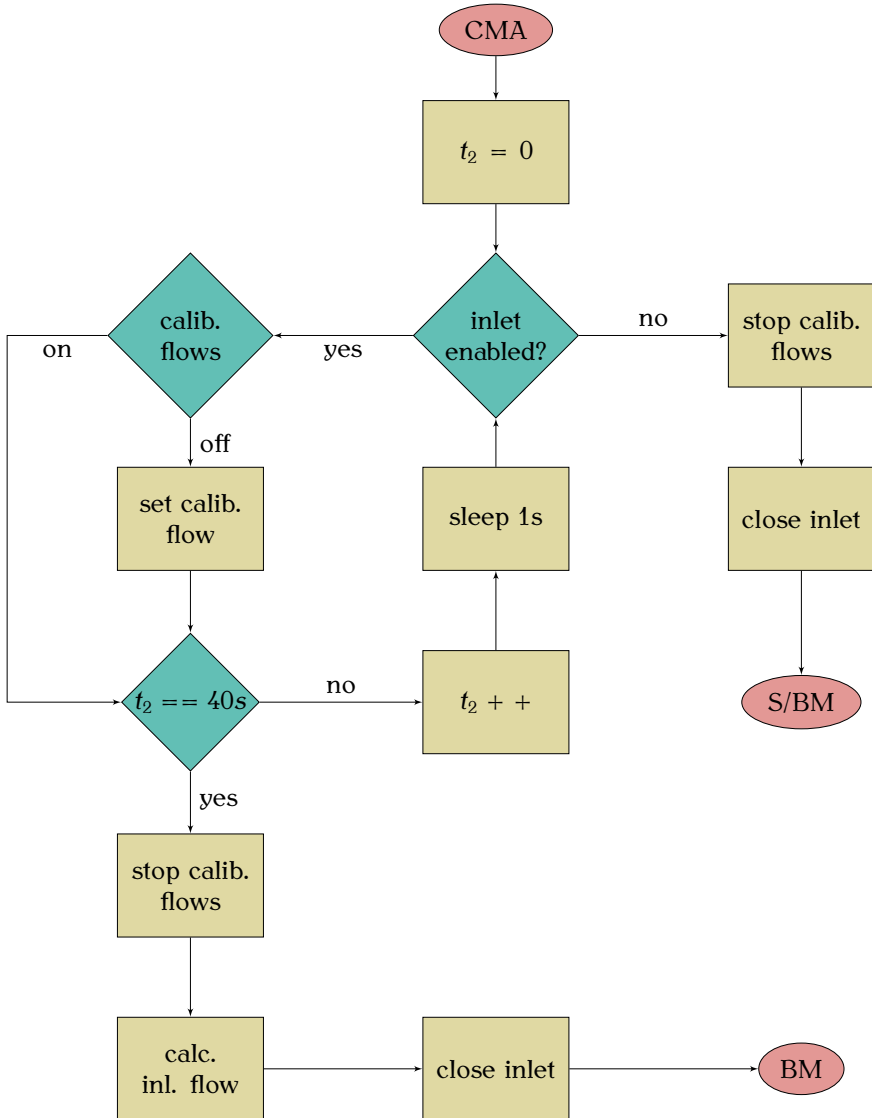 CMA
t₂ = 0
calib.
flows
inlet
enabled?
stop calib.
flows
on
yes
no
off
set calib.
flow
sleep 1s
close inlet
t₂ == 40s
no
t₂ + +
S/BM
yes
stop calib.
flows
calc.
inl. flow
close inlet
BM